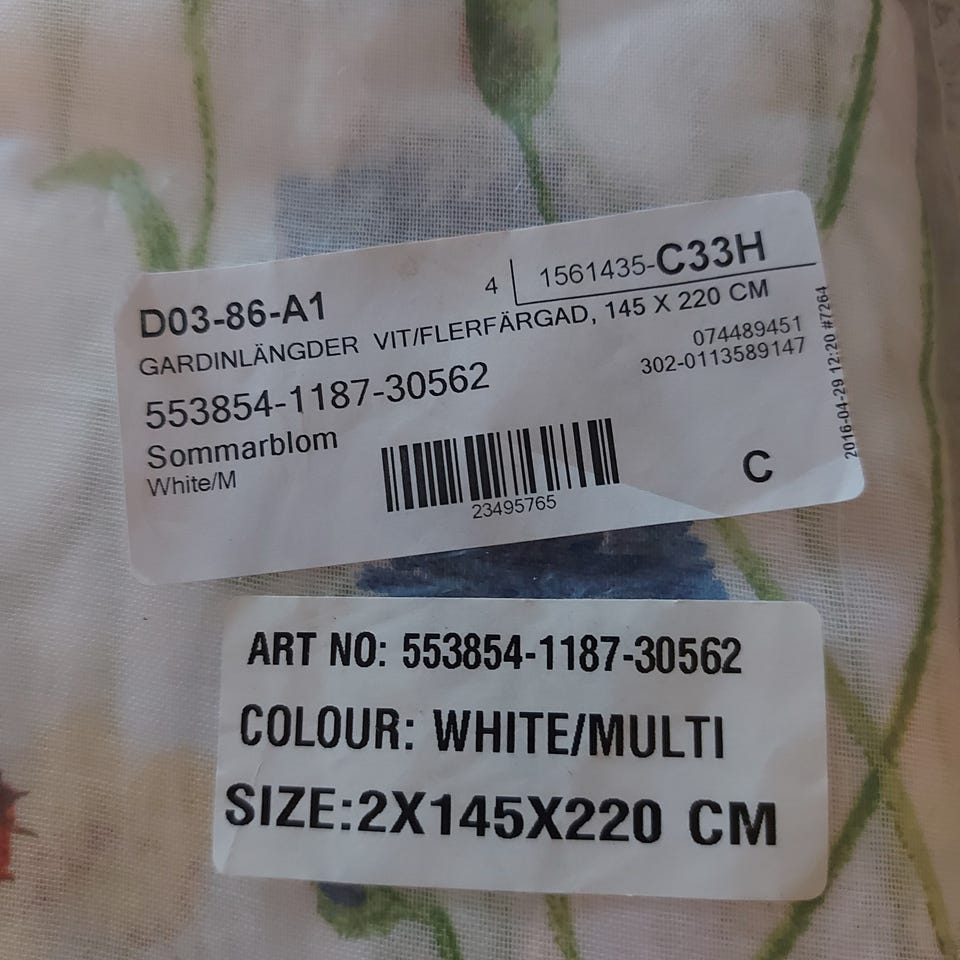 4 1561435-C33H
D03-86-A1
GARDINLÄNGDER VIT/FLERFÄRGAD, 145 X 220 CM
074489451
553854-1187-30562
302-0113589147
Sommarblom
White/M
23495765
C
2016-04-29 12:20 #7264
ART NO: 553854-1187-30562
COLOUR: WHITE/MULTI
SIZE:2X145X220 CM